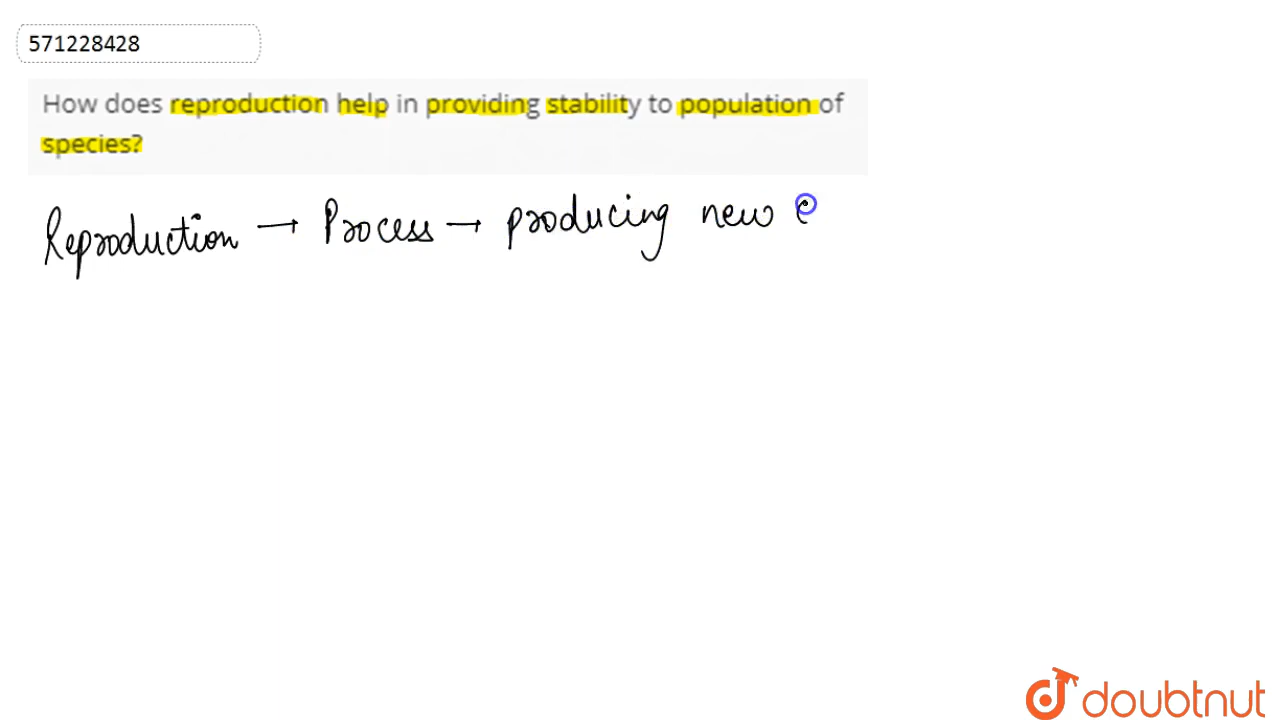 571228428
How does reproduction help in providing stability to population of
species?
Reproduction → Process → producing new
doubtnut